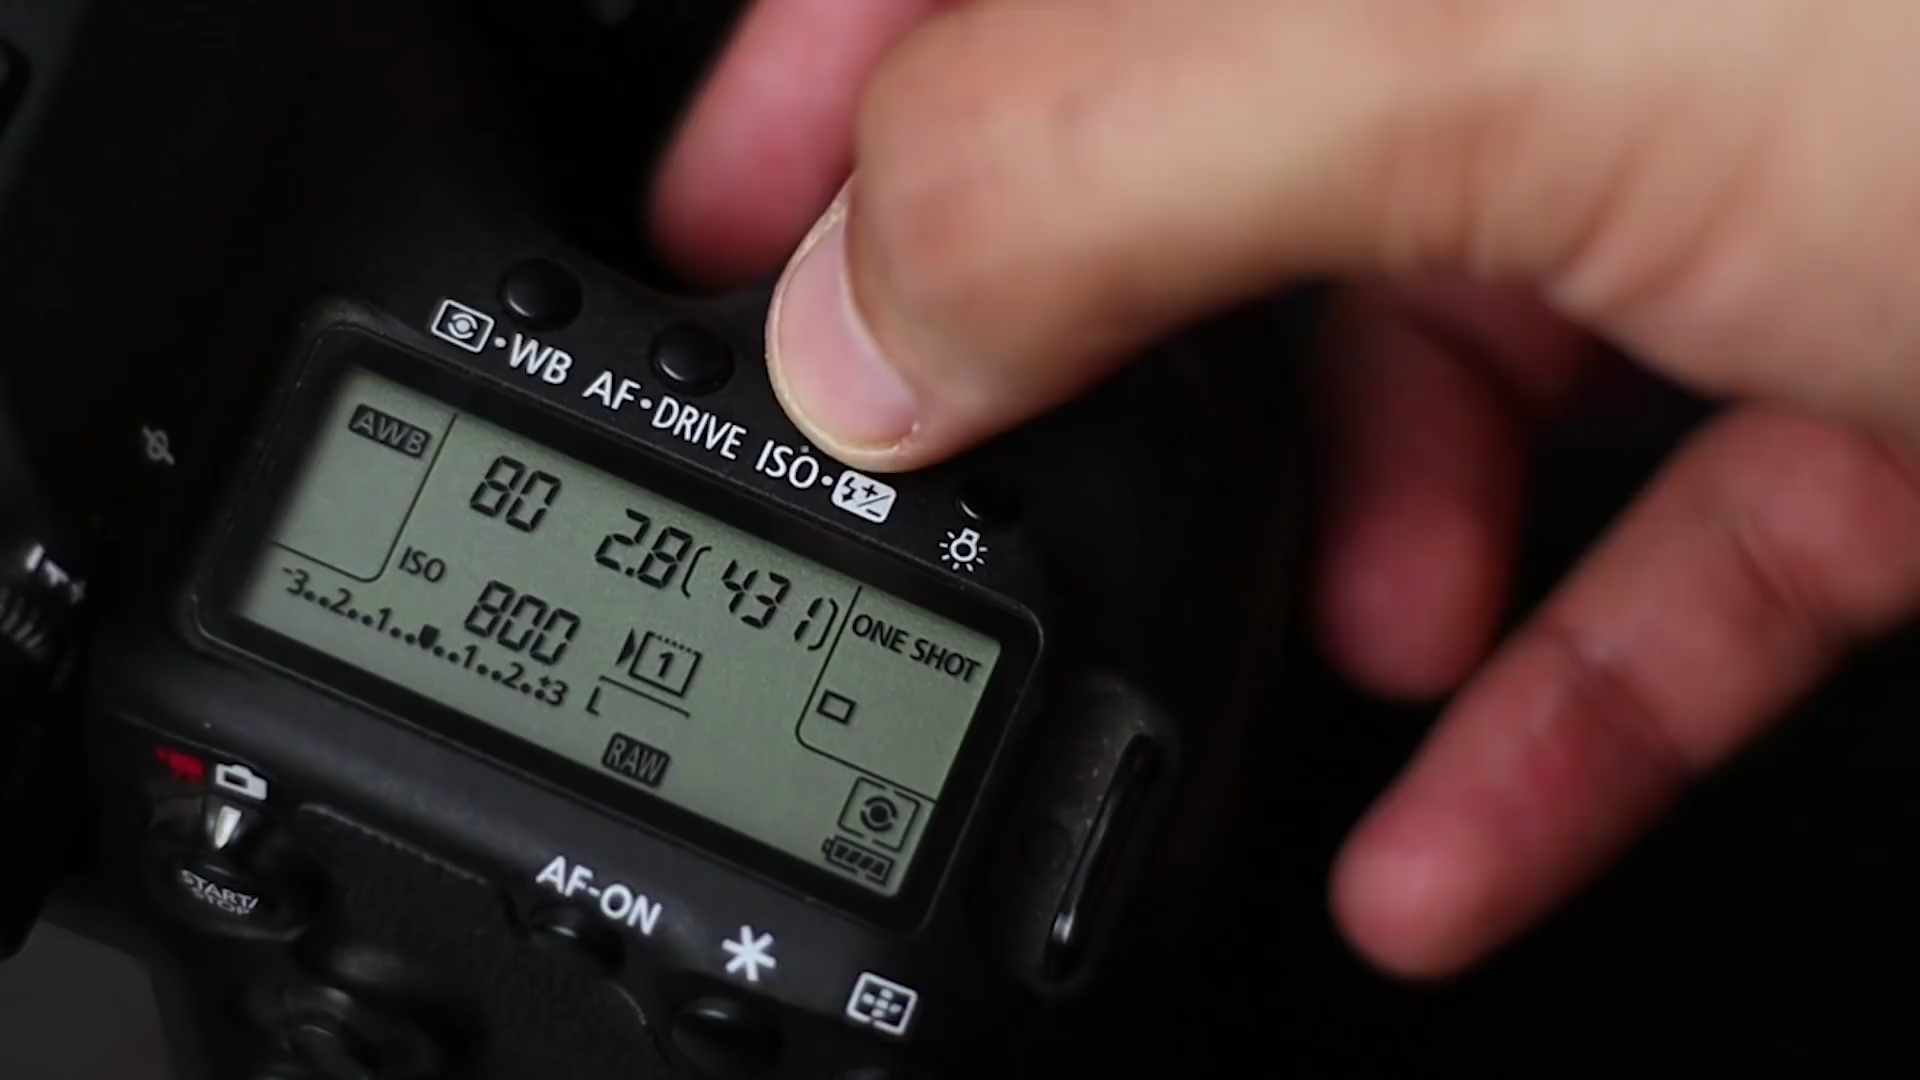 WB AF•DRIVE ISO•
AWB
80 2.8 (431)
ISO 800
ONE SHOT
-3..2..1....1..2..+3
1
L
RAW
START/
STOP
AF-ON